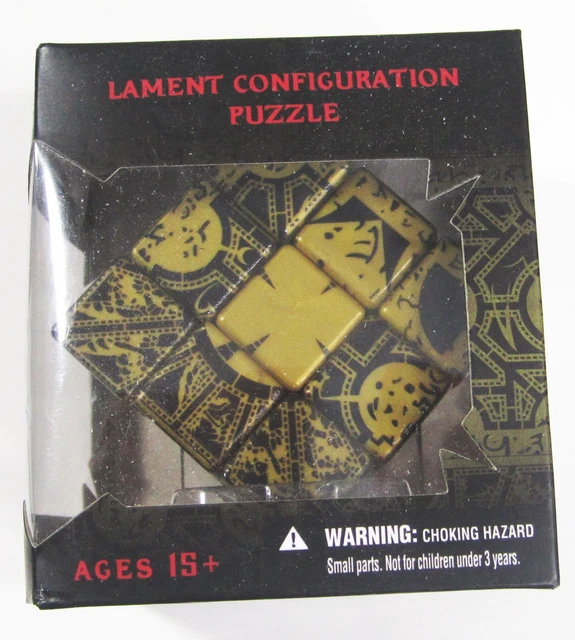 LAMENT CONFIGURATION
PUZZLE
WARNING: CHOKING HAZARD
Small parts. Not for children under 3 years.
AGES 15+